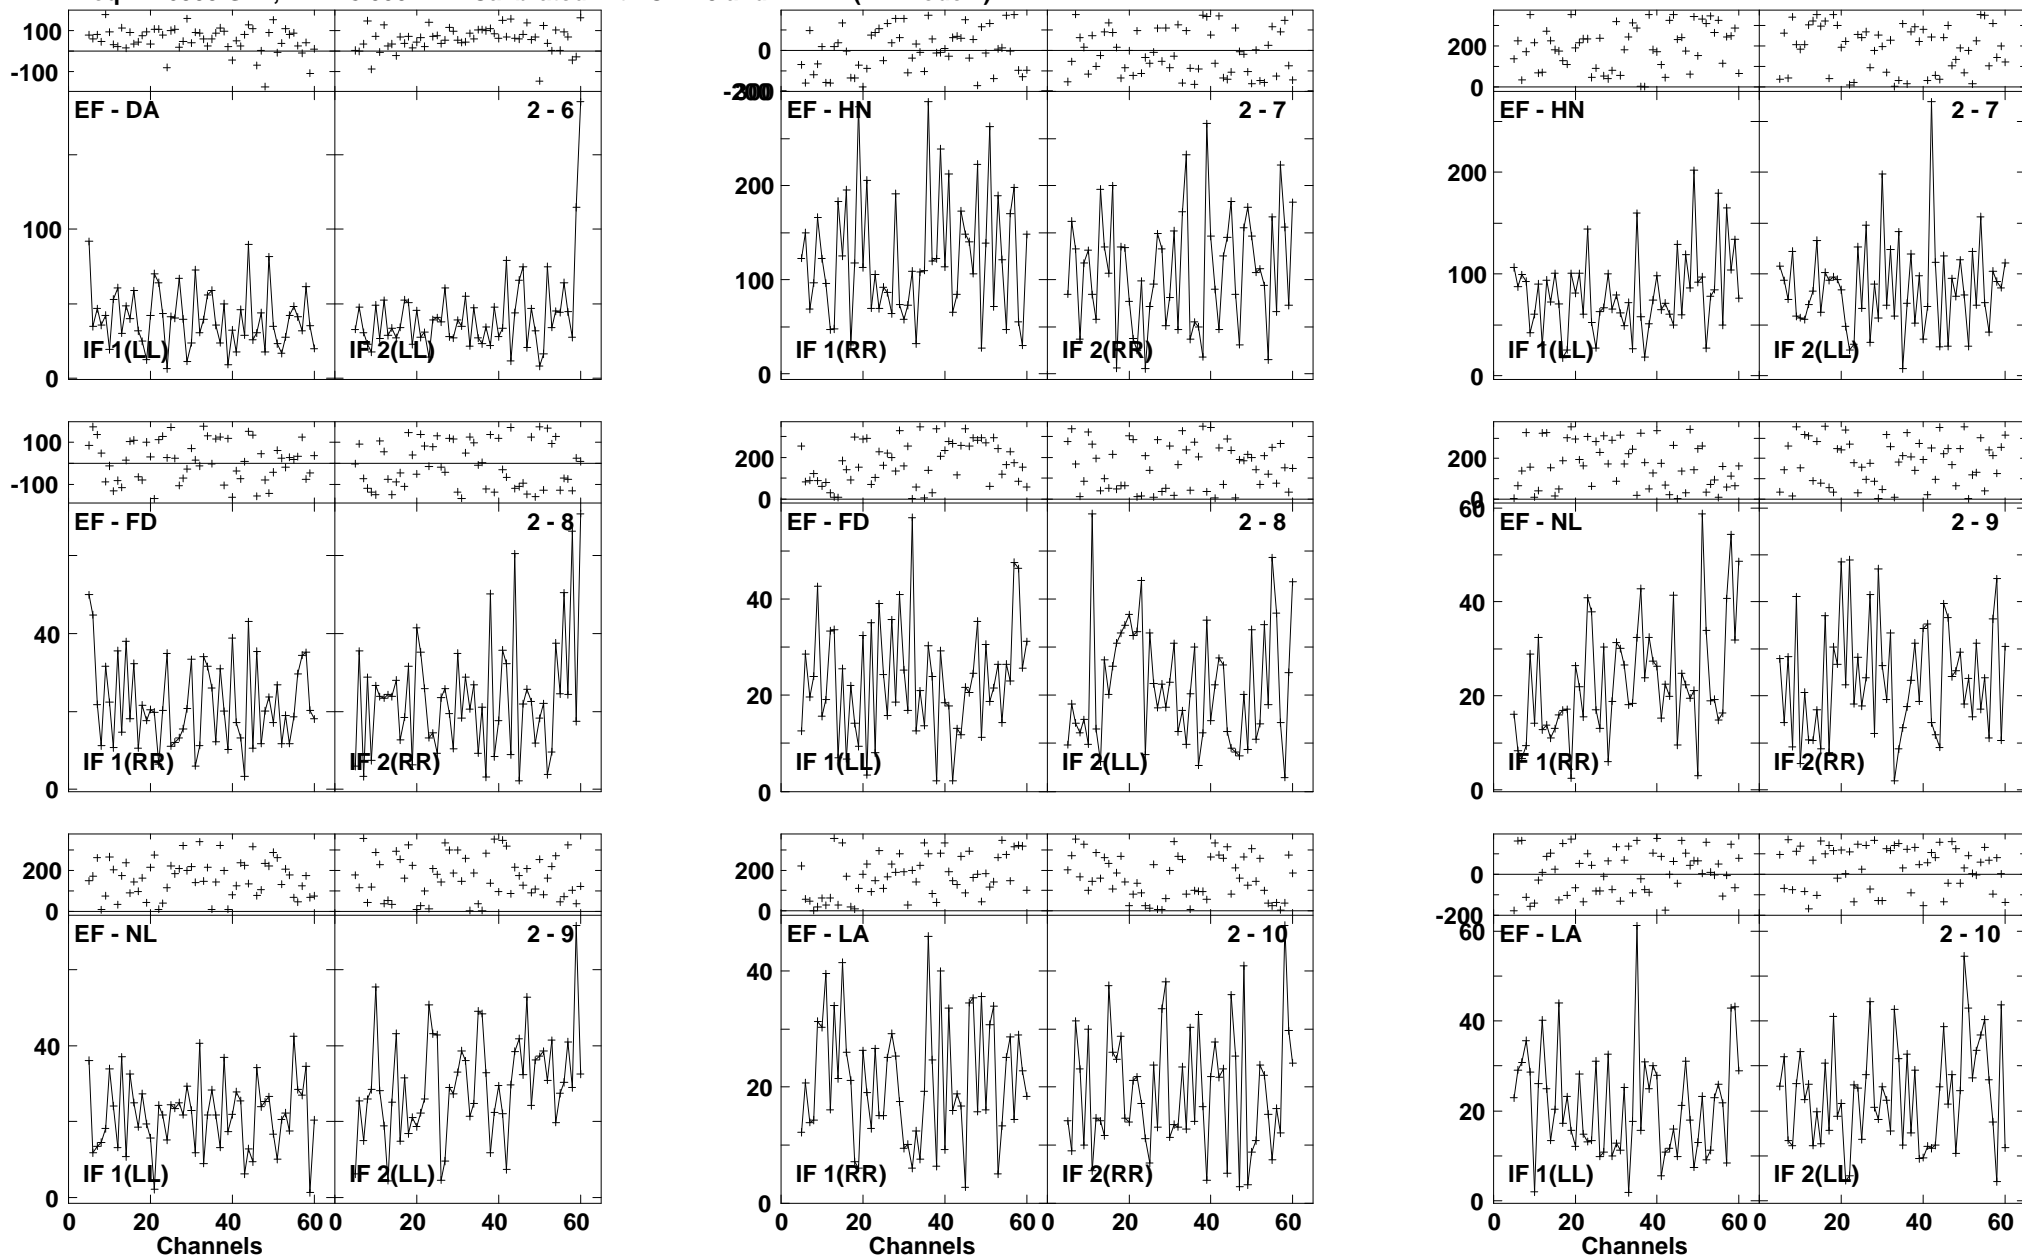 100
-100
EF - DA
2 - 6
100
0
IF 1(LL)
IF 2(LL)
0
EF - HN
2 - 7
200
100
0
IF 1(RR)
IF 2(RR)
200
0
EF - HN
2 - 7
200
100
0
IF 1(LL)
IF 2(LL)
100
-100
EF - FD
2 - 8
40
0
IF 1(RR)
IF 2(RR)
200
0
EF - FD
2 - 8
40
20
0
IF 1(LL)
IF 2(LL)
200
60
EF - NL
2 - 9
40
20
0
IF 1(RR)
IF 2(RR)
200
0
EF - NL
2 - 9
40
0
IF 1(LL)
IF 2(LL)
0 20 40 60 0 20 40 60
Channels
200
0
EF - LA
2 - 10
40
20
0
IF 1(RR)
IF 2(RR)
0 20 40 60 0 20 40 60
Channels
0
-200
60
EF - LA
2 - 10
40
20
0
IF 1(LL)
IF 2(LL)
0 20 40 60 0 20 40 60
Channels